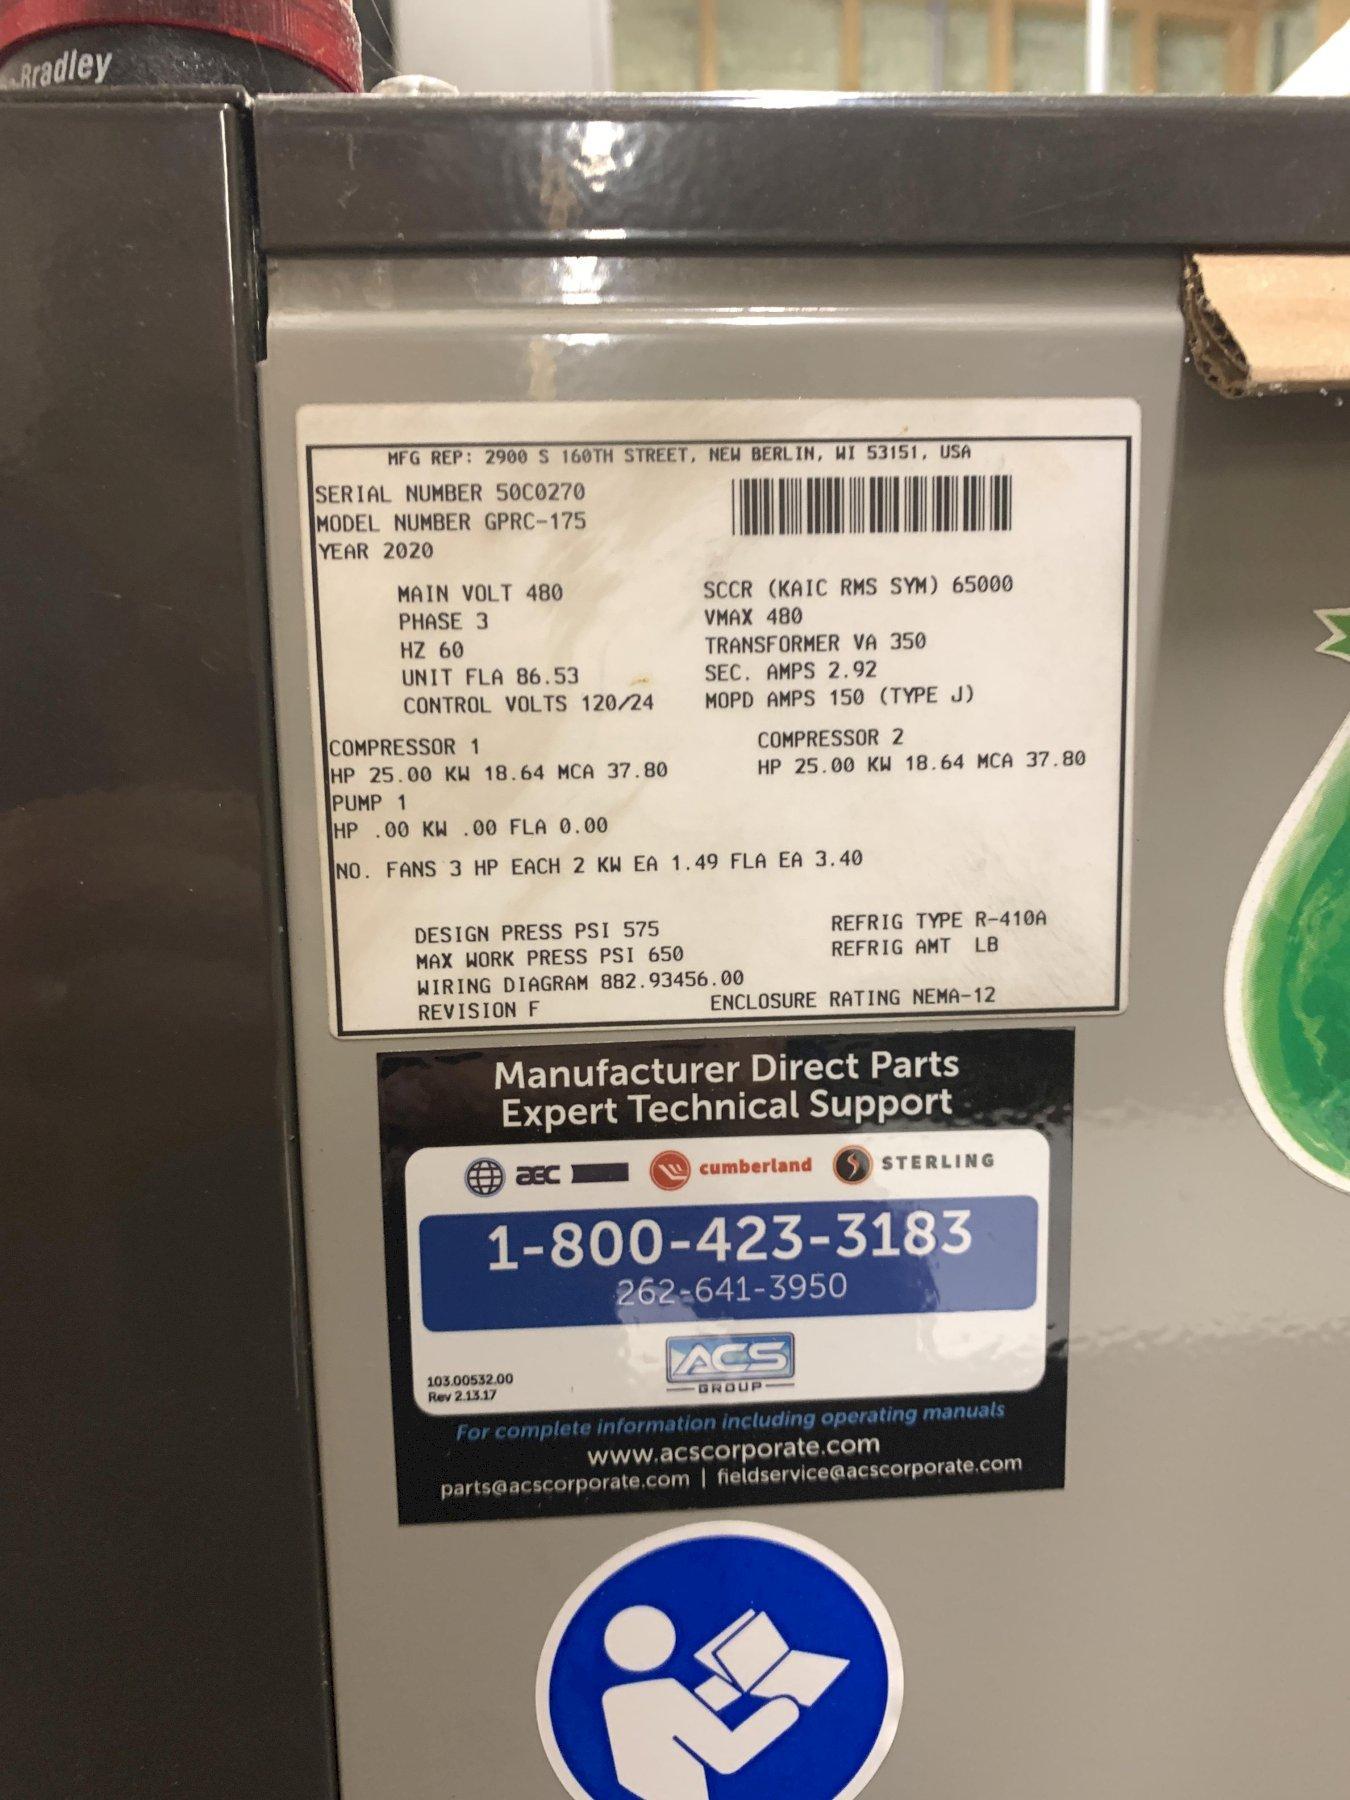 -Bradley
MFG REP: 2900 S 160TH STREET, NEW BERLIN, WI 53151, USA
SERIAL NUMBER 50C0270
MODEL NUMBER GPRC-175
YEAR 2020
MAIN VOLT 480
PHASE 3
HZ 60
UNIT FLA 86.53
CONTROL VOLTS 120/24
SCCR (KAIC RMS SYM) 65000
VMAX 480
TRANSFORMER VA 350
SEC. AMPS 2.92
MOPD AMPS 150 (TYPE J)
COMPRESSOR 1
HP 25.00 KW 18.64 MCA 37.80
COMPRESSOR 2
HP 25.00 KW 18.64 MCA 37.80
PUMP 1
HP .00 KW .00 FLA 0.00
NO. FANS 3 HP EACH 2 KW EA 1.49 FLA EA 3.40
DESIGN PRESS PSI 575
MAX WORK PRESS PSI 650
WIRING DIAGRAM 882.93456.00
REVISION F
REFRIG TYPE R-410A
REFRIG AMT LB
ENCLOSURE RATING NEMA-12
Manufacturer Direct Parts
Expert Technical Support
aec cumberland STERLING
1-800-423-3183
262-641-3950
ACS
GROUP
103.00532.00
Rev 2.13.17
For complete information including operating manuals
www.acscorporate.com
parts@acscorporate.com | fieldservice@acscorporate.com